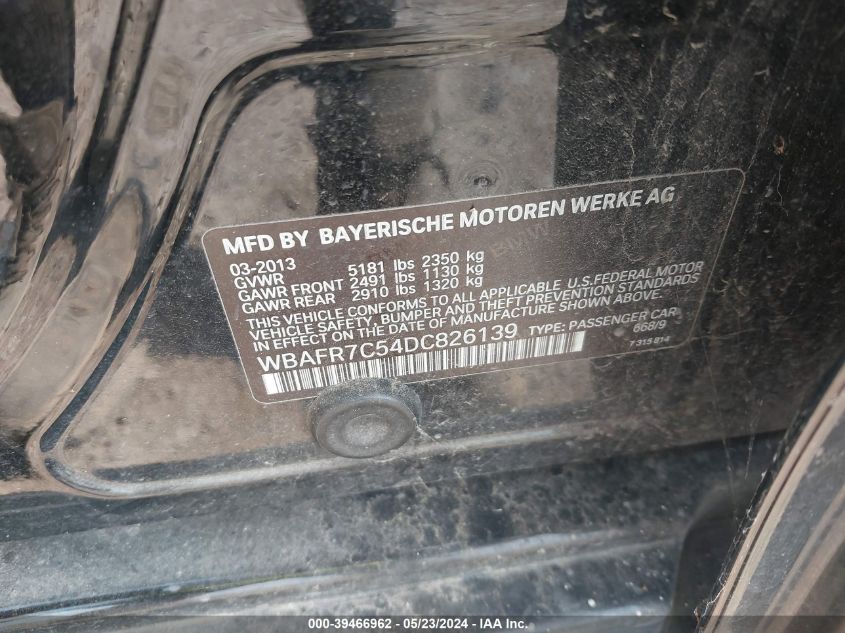 MFD BY BAYERISCHE MOTOREN WERKE AG
03-2013
GVWR 5181 lbs 2350 kg
GAWR FRONT 2491 lbs 1130 kg
GAWR REAR 2910 lbs 1320 kg
THIS VEHICLE CONFORMS TO ALL APPLICABLE U.S.FEDERAL MOTOR
VEHICLE SAFETY, BUMPER AND THEFT PREVENTION STANDARDS
IN EFFECT ON THE DATE OF MANUFACTURE SHOWN ABOVE.
WBAFR7C54DC826139 TYPE: PASSENGER CAR
668/9
7 315 814
000-39466962 - 05/23/2024 - IAA, Inc.